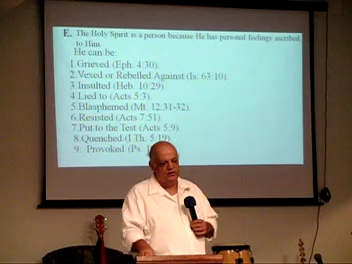 E. The Holy Spirit is a person because He has personal feelings ascribed
to Him.
He can be:
1.Grieved (Eph. 4:30).
2.Vexed or Rebelled Against (Is. 63:10).
3.Insulted (Heb. 10:29).
4.Lied to (Acts 5:3).
5.Blasphemed (Mt. 12:31-32).
6.Resisted (Acts 7:51)
7.Put to the Test (Acts 5:9).
8.Quenched (I Th. 5:19).
9. Provoked (Ps.